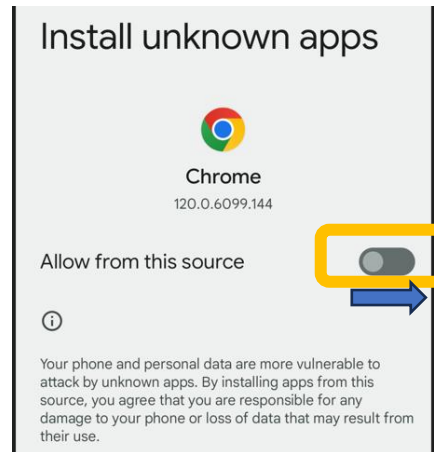 Install unknown apps
Chrome
120.0.6099.144
Allow from this source
Your phone and personal data are more vulnerable to
attack by unknown apps. By installing apps from this
source, you agree that you are responsible for any
damage to your phone or loss of data that may result from
their use.